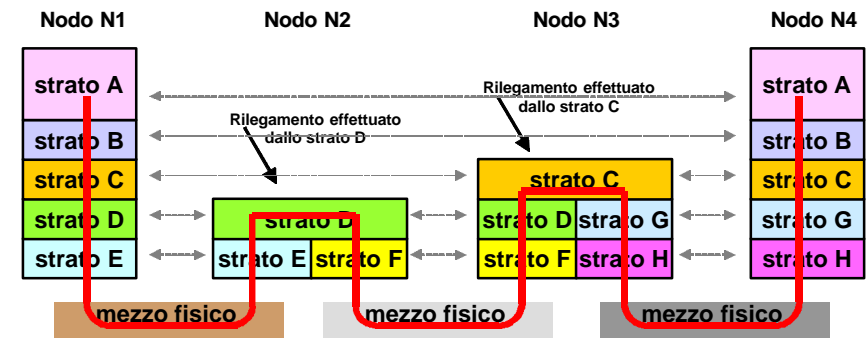 Nodo N1
Nodo N2
Nodo N3
Nodo N4
strato A
strato B
strato C
strato D
strato E
Rilegamento effettuato
dallo strato D
strato D
strato E
strato F
Rilegamento effettuato
dallo strato C
strato C
strato D
strato G
strato F
strato H
strato A
strato B
strato C
strato G
strato H
mezzo fisico
mezzo fisico
mezzo fisico